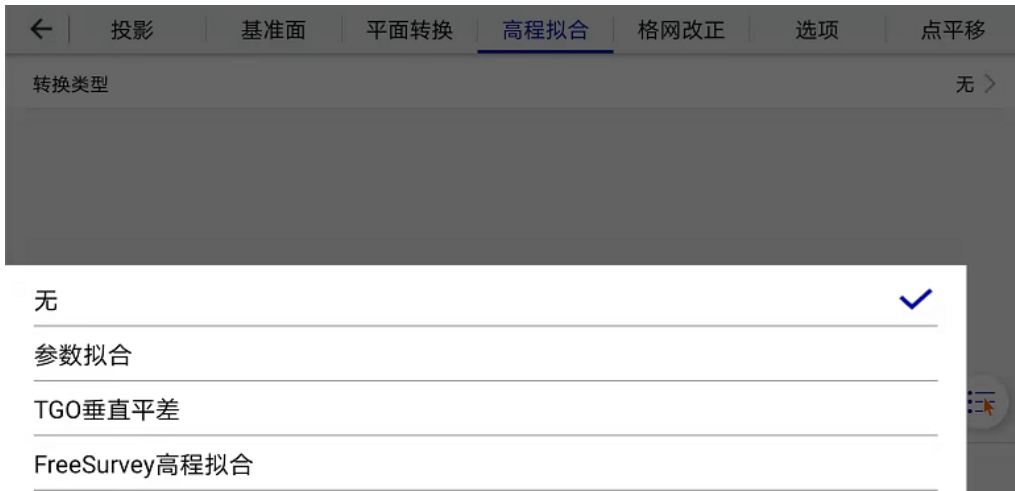 投影 基准面 平面转换 高程拟合 格网改正 选项 点平移
转换类型 无
无
参数拟合
TGO垂直平差
FreeSurvey高程拟合